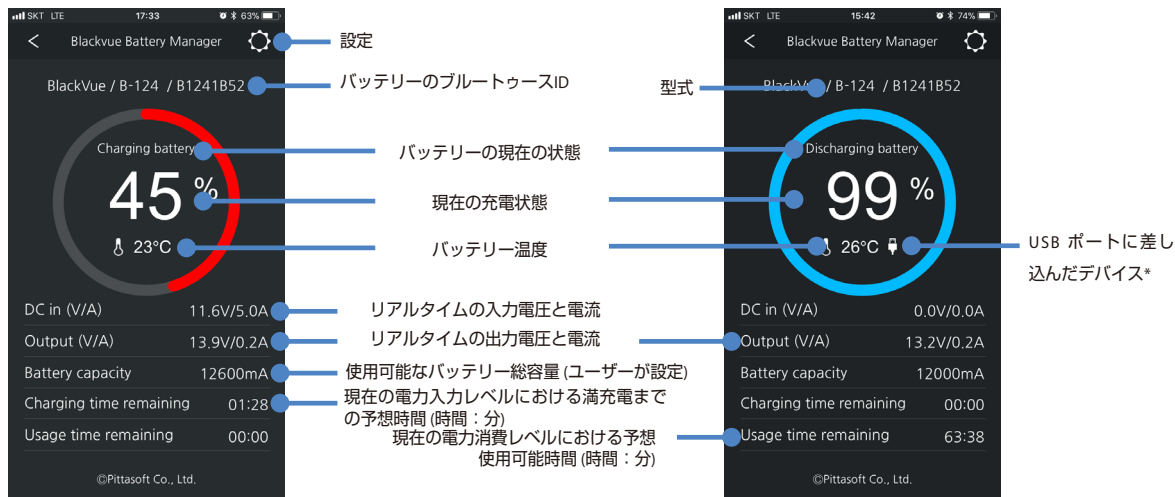 SKT LTE 17:33 63%
Blackvue Battery Manager
BlackVue / B-124 / B1241B52
Charging battery
45 %
23°C
DC in (V/A) 11.6V/5.0A
Output (V/A) 13.9V/0.2A
Battery capacity 12600mA
Charging time remaining 01:28
Usage time remaining 00:00
©Pittasoft Co., Ltd.
設定
バッテリーのブルートゥースID
型式
バッテリーの現在の状態
現在の充電状態
バッテリー温度
リアルタイムの入力電圧と電流
リアルタイムの出力電圧と電流
使用可能なバッテリー総容量 (ユーザーが設定)
現在の電力入力レベルにおける満充電まで
の予想時間 (時間：分)
現在の電力消費レベルにおける予想
使用可能時間 (時間：分)
SKT LTE 15:42 74%
Blackvue Battery Manager
BlackVue / B-124 / B1241B52
Discharging battery
99 %
26°C
DC in (V/A) 0.0V/0.0A
Output (V/A) 13.2V/0.2A
Battery capacity 12000mA
Charging time remaining 00:00
Usage time remaining 63:38
©Pittasoft Co., Ltd.
USB ポートに差し
込んだデバイス*